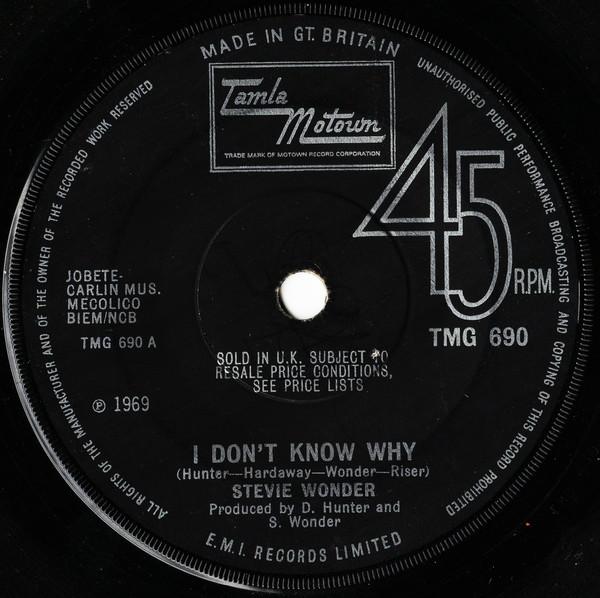 MADE IN GT. BRITAIN
UNAUTHORISED PUBLIC PERFORMANCE BROADCASTING AND COPYING OF THIS RECORD PROHIBITED
ALL RIGHTS OF THE MANUFACTURER AND OF THE OWNER OF THE RECORDED WORK RESERVED
Tamla
Motown
TRADE MARK OF MOTOWN RECORD CORPORATION
45
R.P.M.
TMG 690
JOBETE-
CARLIN MUS.
MECOLICO
BIEM/NCB
TMG 690 A
℗ 1969
SOLD IN U.K. SUBJECT TO
RESALE PRICE CONDITIONS,
SEE PRICE LISTS
I DON'T KNOW WHY
(Hunter—Hardaway—Wonder—Riser)
STEVIE WONDER
Produced by D. Hunter and
S. Wonder
E.M.I. RECORDS LIMITED